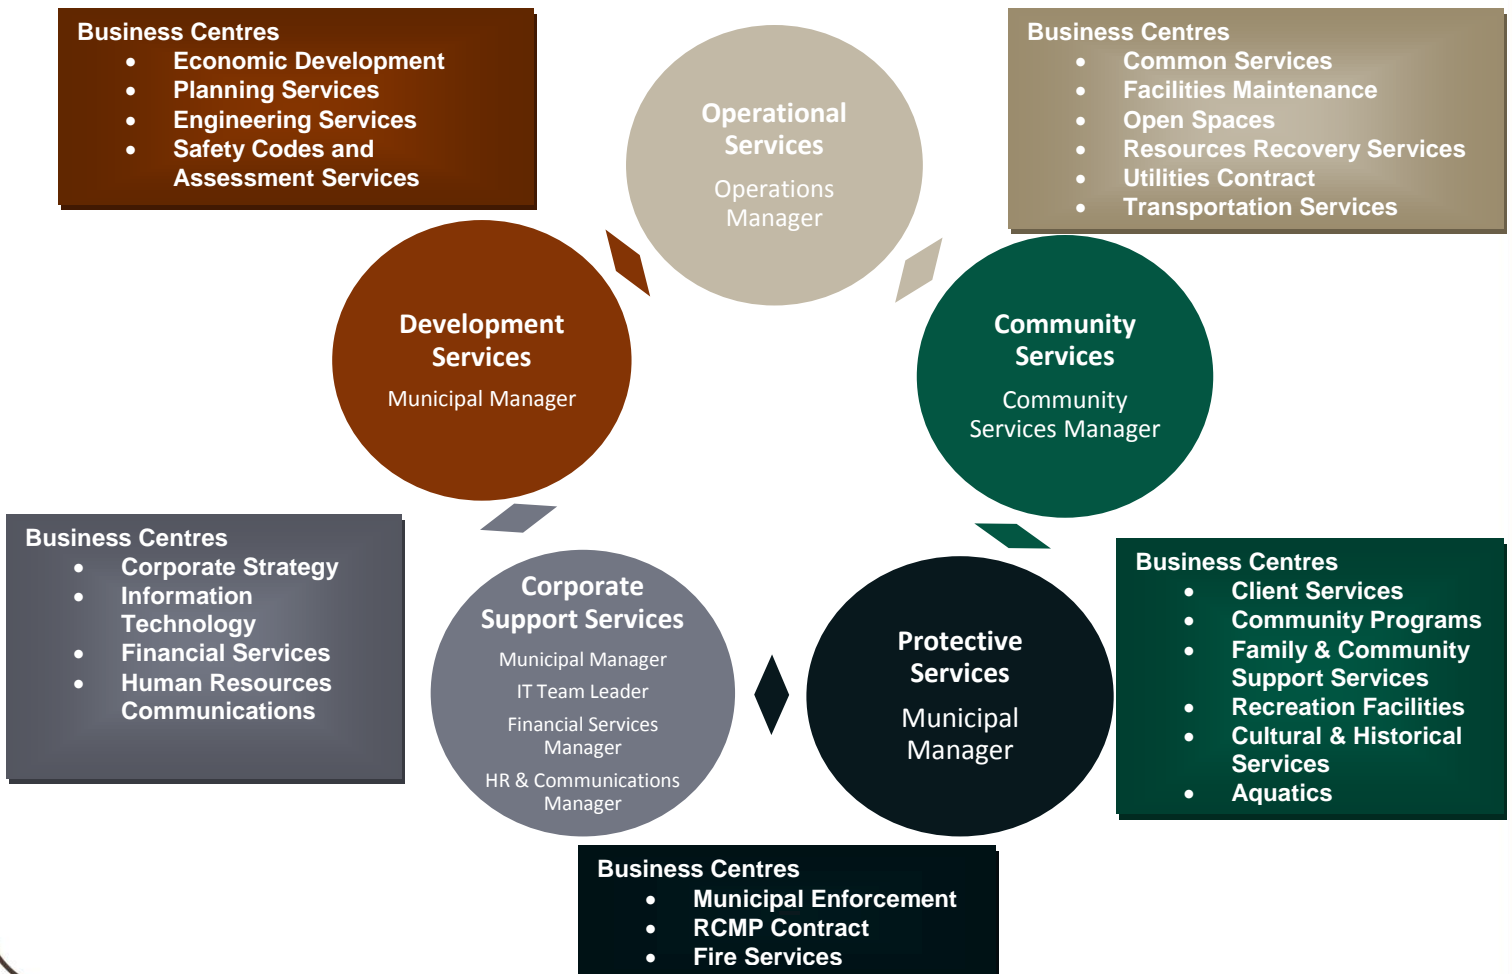 Business Centres
• Economic Development
• Planning Services
• Engineering Services
• Safety Codes and
Assessment Services
Operational
Services
Operations
Manager
Business Centres
• Common Services
• Facilities Maintenance
• Open Spaces
• Resources Recovery Services
• Utilities Contract
• Transportation Services
Development
Services
Municipal Manager
Community
Services
Community
Services Manager
Business Centres
• Corporate Strategy
• Information
Technology
• Financial Services
• Human Resources
Communications
Corporate
Support Services
Municipal Manager
IT Team Leader
Financial Services
Manager
HR & Communications
Manager
Protective
Services
Municipal
Manager
Business Centres
• Client Services
• Community Programs
• Family & Community
Support Services
• Recreation Facilities
• Cultural & Historical
Services
• Aquatics
Business Centres
• Municipal Enforcement
• RCMP Contract
• Fire Services